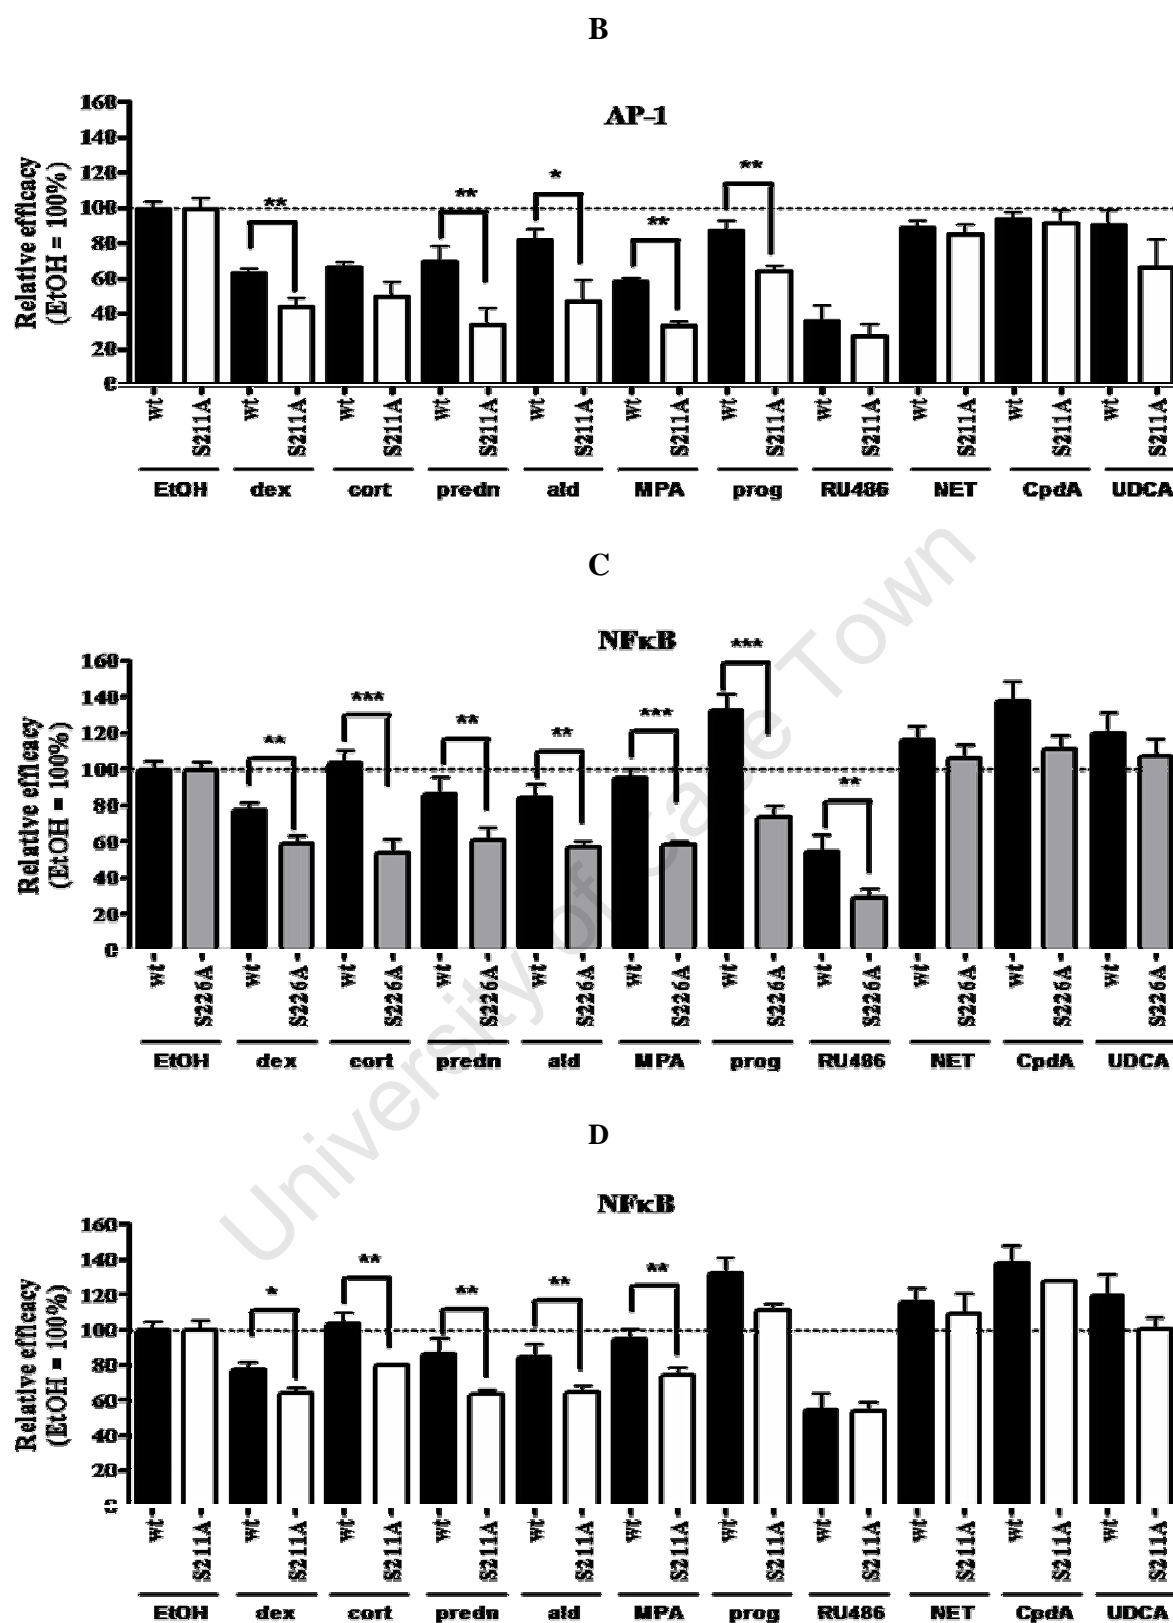 B
AP-1
Relative efficacy
(EtOH = 100%)
160
140
120
100
80
60
40
20
0
** ** * ** **
wt S211A wt S211A wt S211A wt S211A wt S211A wt S211A wt S211A wt S211A wt S211A wt S211A wt S211A
EtOH dex cort predn ald MPA prog RU486 NET CpdA UDCA
C
NFκB
Relative efficacy
(EtOH = 100%)
160
140
120
100
80
60
40
20
0
** *** ** ** *** *** **
wt S226A wt S226A wt S226A wt S226A wt S226A wt S226A wt S226A wt S226A wt S226A wt S226A wt S226A
EtOH dex cort predn ald MPA prog RU486 NET CpdA UDCA
D
NFκB
Relative efficacy
(EtOH = 100%)
160
140
120
100
80
60
40
20
0
* ** ** ** **
wt S211A wt S211A wt S211A wt S211A wt S211A wt S211A wt S211A wt S211A wt S211A wt S211A wt S211A
EtOH dex cort predn ald MPA prog RU486 NET CpdA UDCA
University of Cape Town